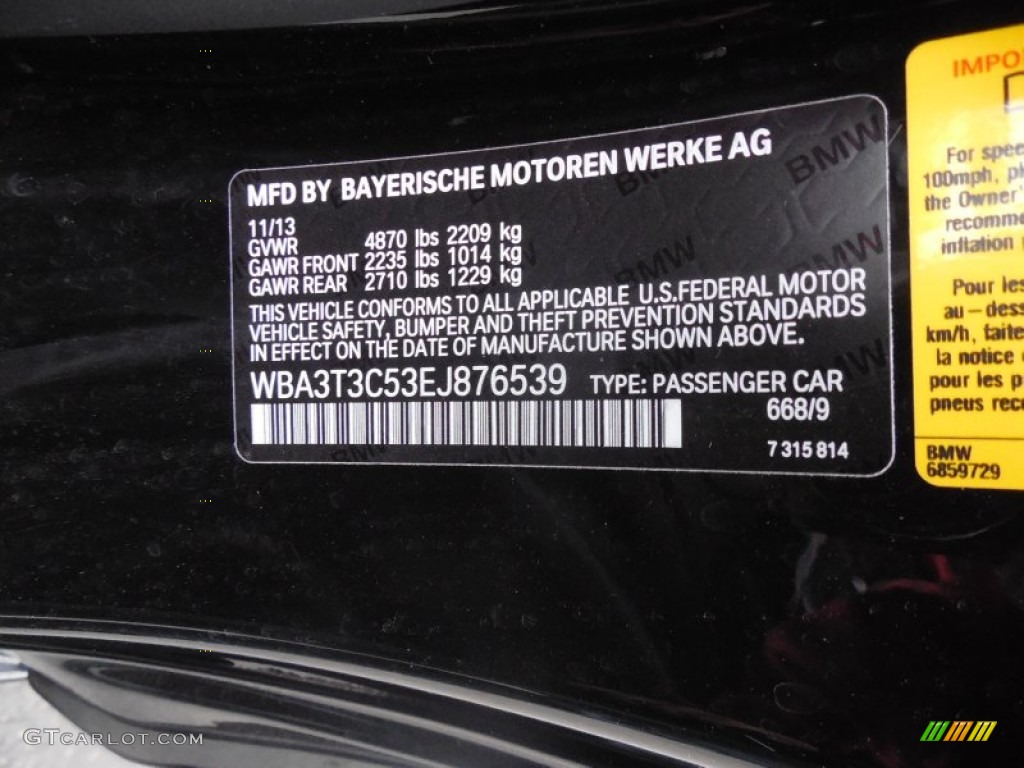 MFD BY BAYERISCHE MOTOREN WERKE AG
11/13
GVWR 4870 lbs 2209 kg
GAWR FRONT 2235 lbs 1014 kg
GAWR REAR 2710 lbs 1229 kg
THIS VEHICLE CONFORMS TO ALL APPLICABLE U.S.FEDERAL MOTOR
VEHICLE SAFETY, BUMPER AND THEFT PREVENTION STANDARDS
IN EFFECT ON THE DATE OF MANUFACTURE SHOWN ABOVE.
WBA3T3C53EJ876539 TYPE: PASSENGER CAR
668/9
7 315 814
IMPO
For spee
100mph, pl
the Owner'
recomme
inflation
Pour les
au-dess
km/h, faite
la notice
pour les p
pneus rec
BMW
6859729
GTCARLOT.COM